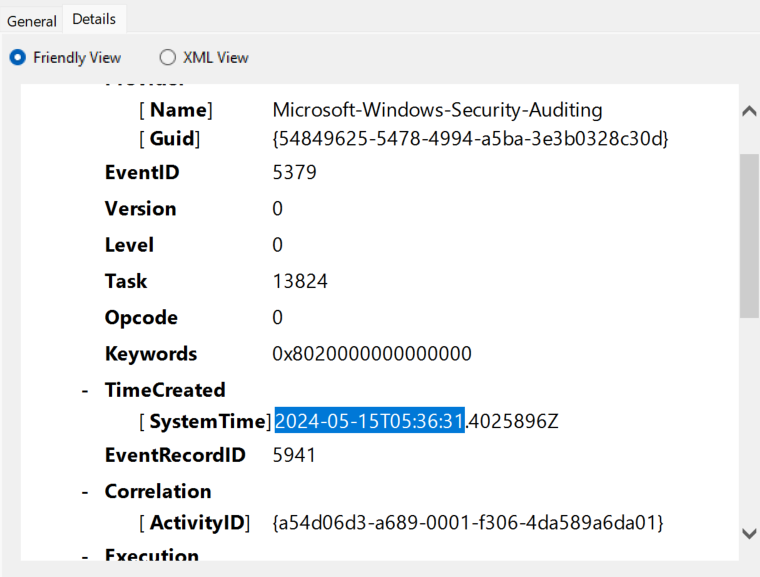 General Details
Friendly View XML View
Provider
[ Name] Microsoft-Windows-Security-Auditing
[ Guid] {54849625-5478-4994-a5ba-3e3b0328c30d}
EventID 5379
Version 0
Level 0
Task 13824
Opcode 0
Keywords 0x8020000000000000
- TimeCreated
[ SystemTime] 2024-05-15T05:36:31.4025896Z
EventRecordID 5941
- Correlation
[ ActivityID] {a54d06d3-a689-0001-f306-4da589a6da01}
- Execution